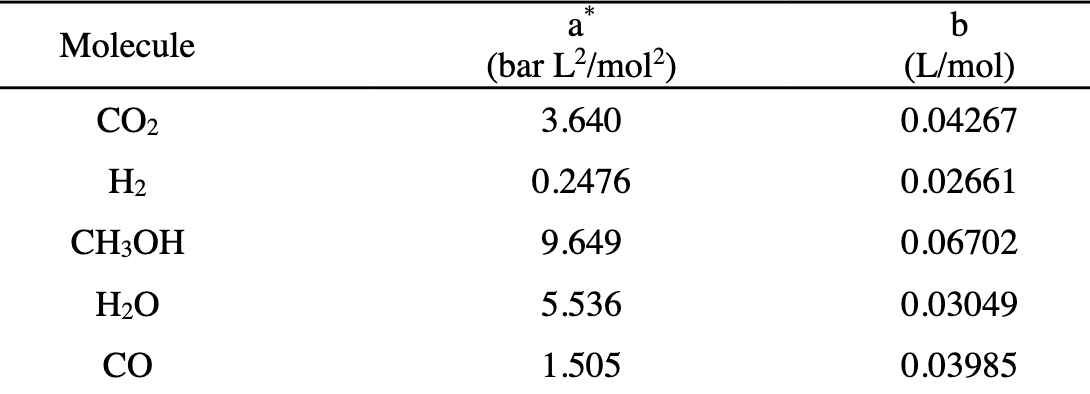 Molecule a* b
(bar L²/mol²) (L/mol)
CO₂ 3.640 0.04267
H₂ 0.2476 0.02661
CH₃OH 9.649 0.06702
H₂O 5.536 0.03049
CO 1.505 0.03985